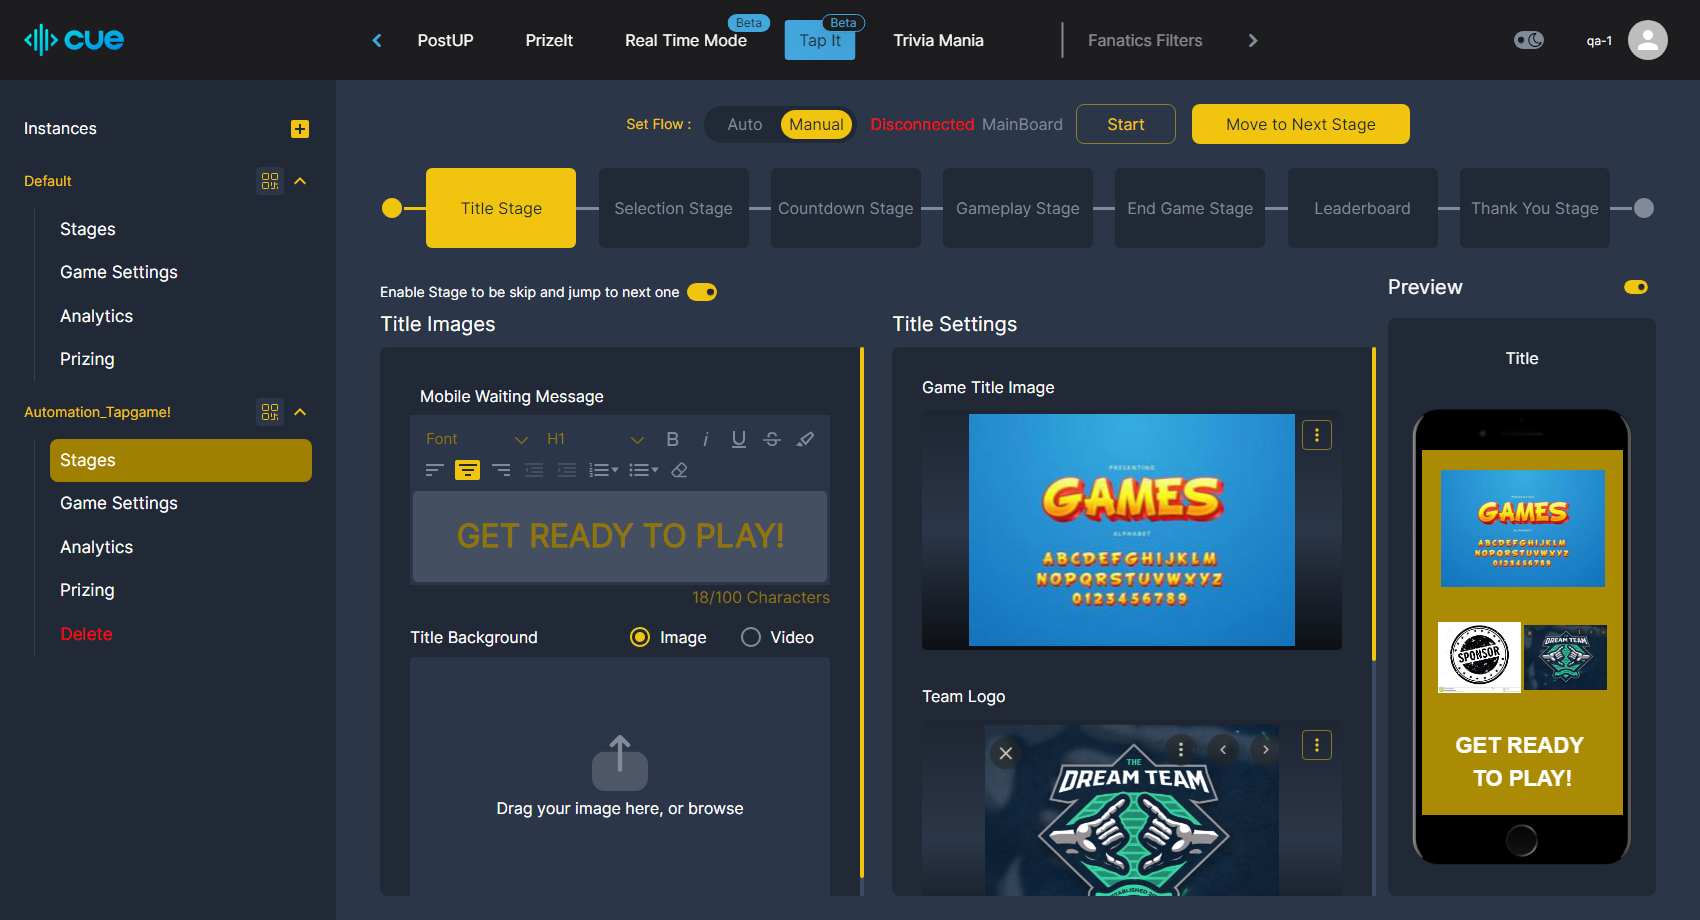 cue
PostUP
PrizeIt
Real Time Mode
Beta
Tap It
Beta
Trivia Mania
Fanatics Filters
qa-1
Instances
Default
Stages
Game Settings
Analytics
Prizing
Automation_Tapgame!
Stages
Game Settings
Analytics
Prizing
Delete
Set Flow :
Auto
Manual
Disconnected MainBoard
Start
Move to Next Stage
Title Stage
Selection Stage
Countdown Stage
Gameplay Stage
End Game Stage
Leaderboard
Thank You Stage
Enable Stage to be skip and jump to next one
Title Images
Mobile Waiting Message
Font
H1
B
i
U
S
GET READY TO PLAY!
18/100 Characters
Title Background
Image
Video
Drag your image here, or browse
Title Settings
Game Title Image
PRESENTING
GAMES
ALPHABET
ABCDEFGHIJKLM
NOPQRSTUVWXYZ
0123456789
Team Logo
THE
DREAM TEAM
Preview
Title
PRESENTING
GAMES
ALPHABET
ABCDEFGHIJKLM
NOPQRSTUVWXYZ
0123456789
SPONSOR
DREAM TEAM
GET READY
TO PLAY!